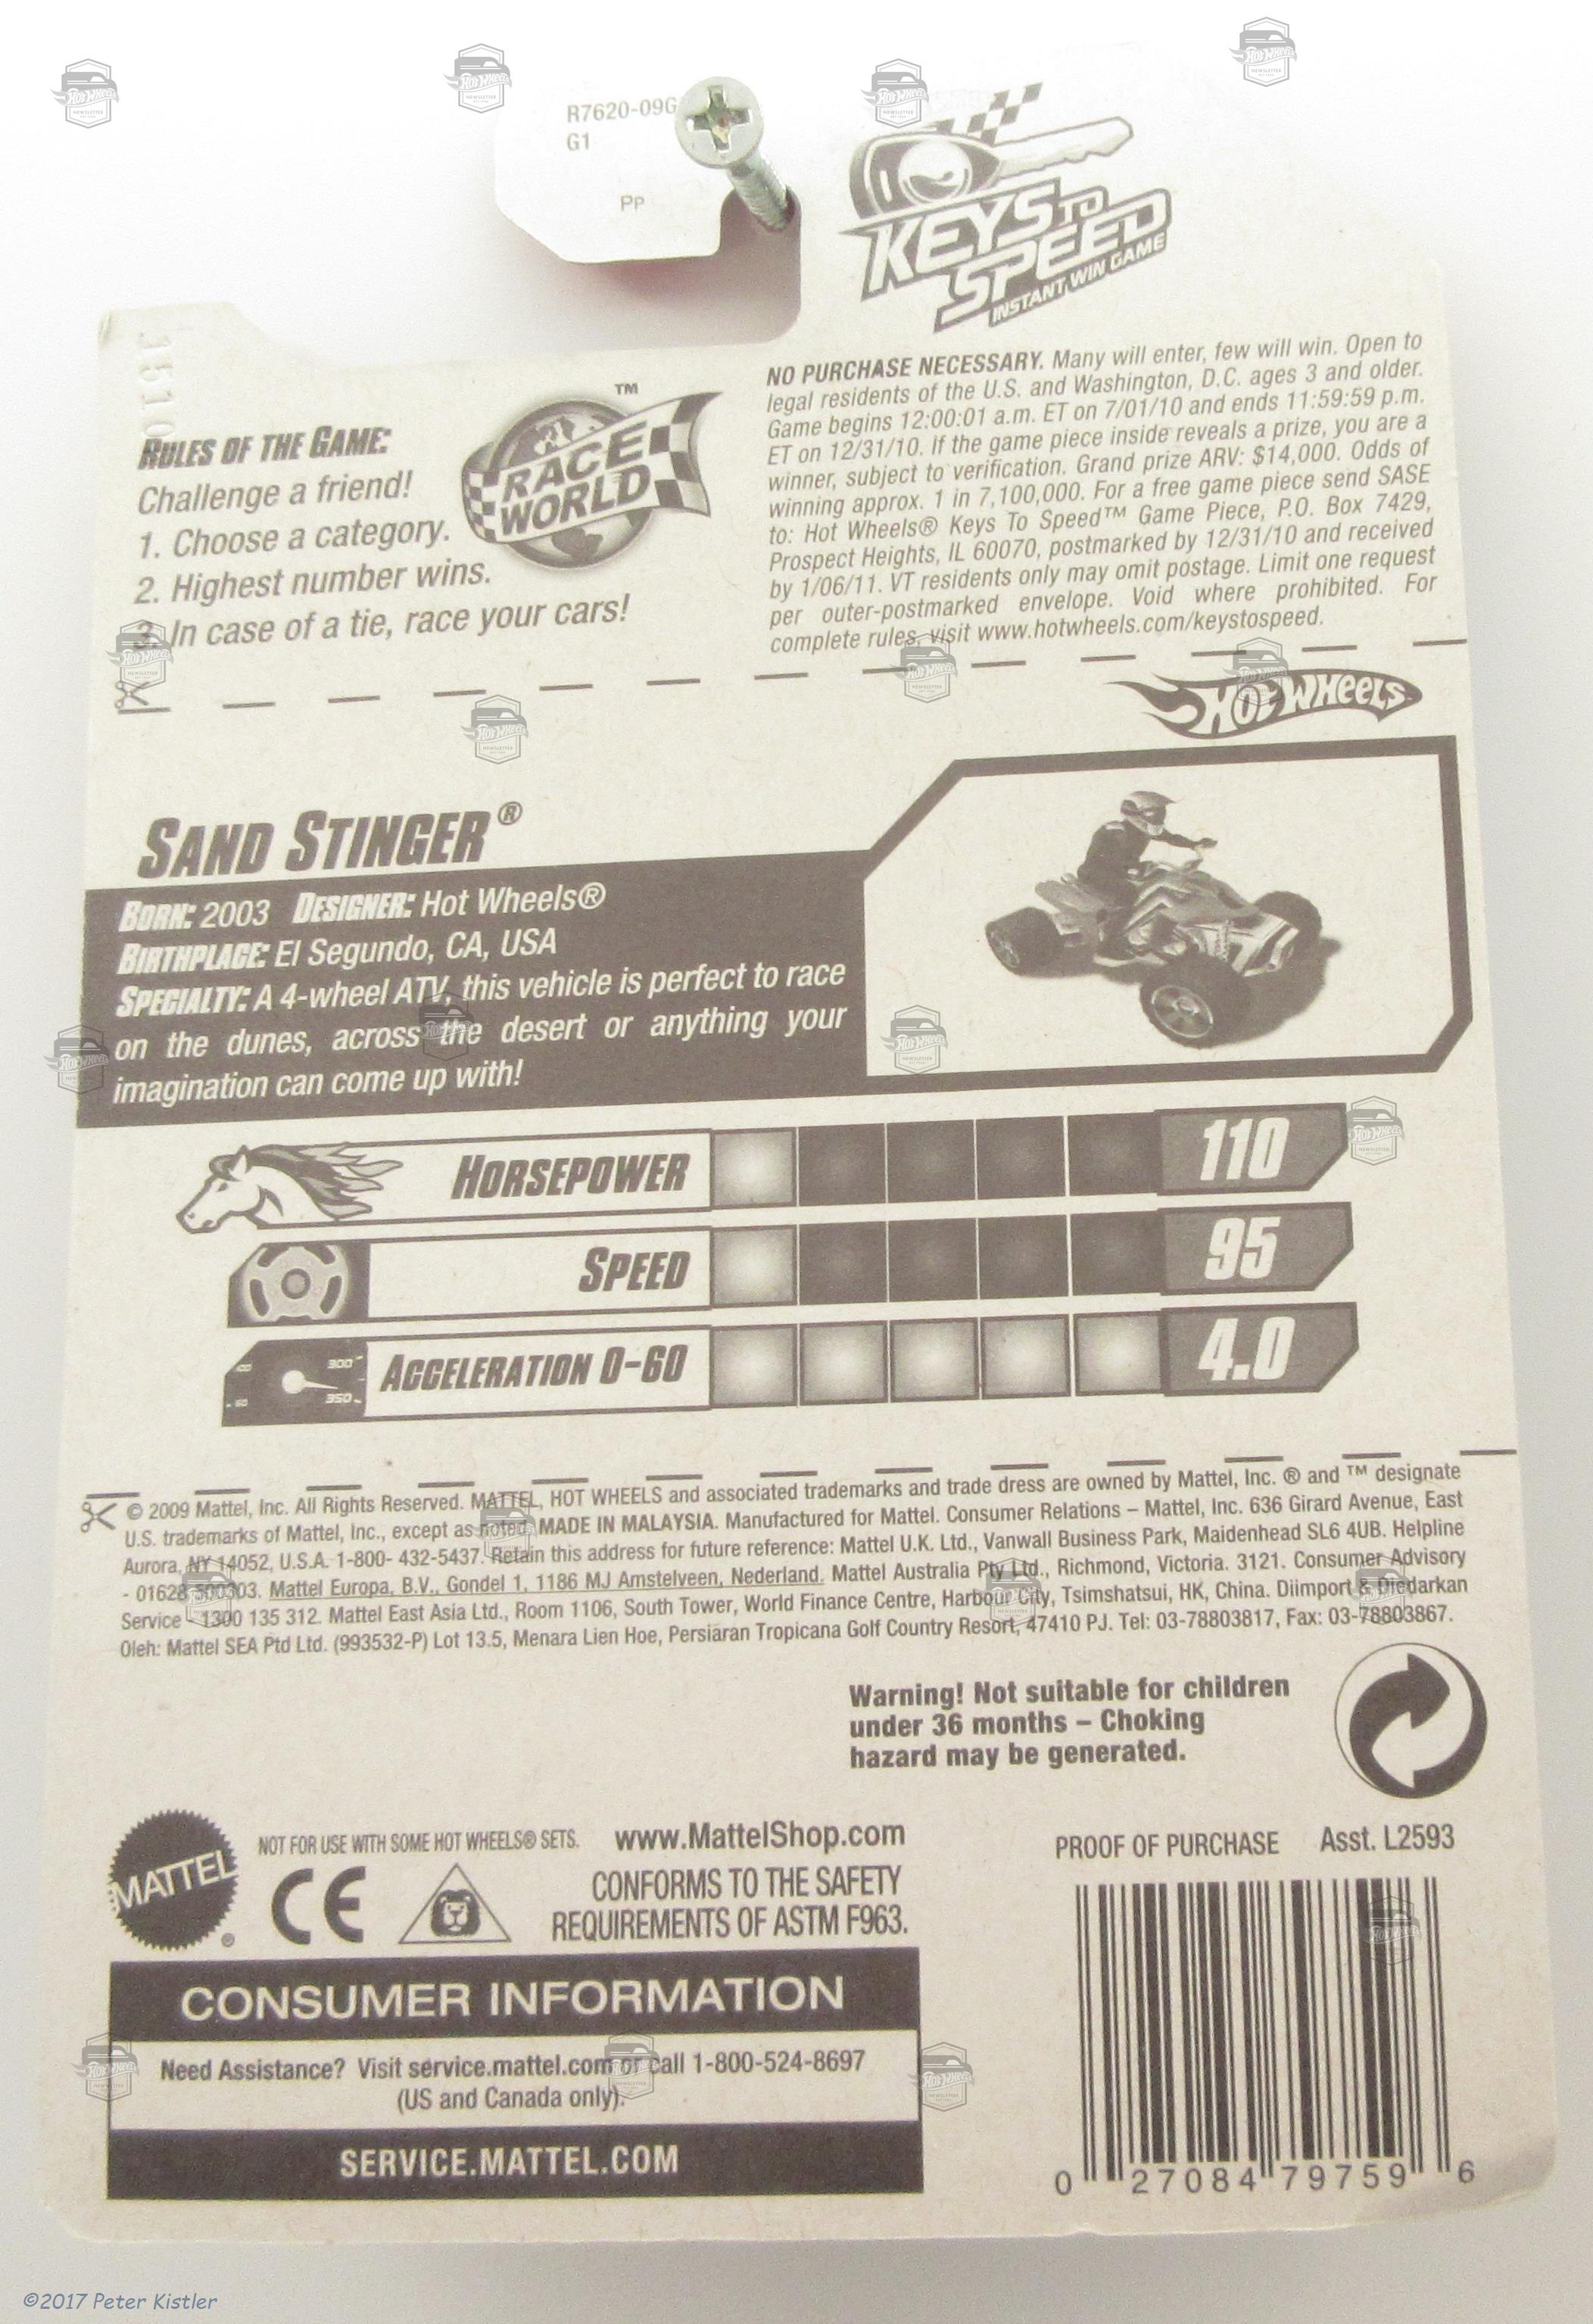 R7620-09G
G1
Pp
KEYS TO
SPEED
INSTANT WIN GAME
NO PURCHASE NECESSARY. Many will enter, few will win. Open to
legal residents of the U.S. and Washington, D.C. ages 3 and older.
Game begins 12:00:01 a.m. ET on 7/01/10 and ends 11:59:59 p.m.
ET on 12/31/10. If the game piece inside reveals a prize, you are a
winner, subject to verification. Grand prize ARV: $14,000. Odds of
winning approx. 1 in 7,100,000. For a free game piece send SASE
to: Hot Wheels® Keys To Speed™ Game Piece, P.O. Box 7429,
Prospect Heights, IL 60070, postmarked by 12/31/10 and received
by 1/06/11. VT residents only may omit postage. Limit one request
per outer-postmarked envelope. Void where prohibited. For
complete rules, visit www.hotwheels.com/keystospeed.
RULES OF THE GAME:
Challenge a friend!
1. Choose a category.
2. Highest number wins.
3. In case of a tie, race your cars!
RACE
WORLD
™
HOT WHEELS
SAND STINGER®
BORN: 2003 DESIGNER: Hot Wheels®
BIRTHPLACE: El Segundo, CA, USA
SPECIALTY: A 4-wheel ATV, this vehicle is perfect to race
on the dunes, across the desert or anything your
imagination can come up with!
HORSEPOWER 110
SPEED 95
300
350
ACCELERATION 0-60 4.0
© 2009 Mattel, Inc. All Rights Reserved. MATTEL, HOT WHEELS and associated trademarks and trade dress are owned by Mattel, Inc. ® and ™ designate
U.S. trademarks of Mattel, Inc., except as noted. MADE IN MALAYSIA. Manufactured for Mattel. Consumer Relations – Mattel, Inc. 636 Girard Avenue, East
Aurora, NY 14052, U.S.A. 1-800- 432-5437. Retain this address for future reference: Mattel U.K. Ltd., Vanwall Business Park, Maidenhead SL6 4UB. Helpline
- 01628 500303. Mattel Europa, B.V., Gondel 1, 1186 MJ Amstelveen, Nederland. Mattel Australia Pty Ltd., Richmond, Victoria. 3121. Consumer Advisory
Service - 1300 135 312. Mattel East Asia Ltd., Room 1106, South Tower, World Finance Centre, Harbour City, Tsimshatsui, HK, China. Diimport & Diedarkan
Oleh: Mattel SEA Ptd Ltd. (993532-P) Lot 13.5, Menara Lien Hoe, Persiaran Tropicana Golf Country Resort, 47410 PJ. Tel: 03-78803817, Fax: 03-78803867.
Warning! Not suitable for children
under 36 months – Choking
hazard may be generated.
MATTEL®
NOT FOR USE WITH SOME HOT WHEELS® SETS. www.MattelShop.com
CE
CONFORMS TO THE SAFETY
REQUIREMENTS OF ASTM F963.
PROOF OF PURCHASE Asst. L2593
CONSUMER INFORMATION
Need Assistance? Visit service.mattel.com or call 1-800-524-8697
(US and Canada only).
SERVICE.MATTEL.COM
0 27084 79759 6
©2017 Peter Kistler